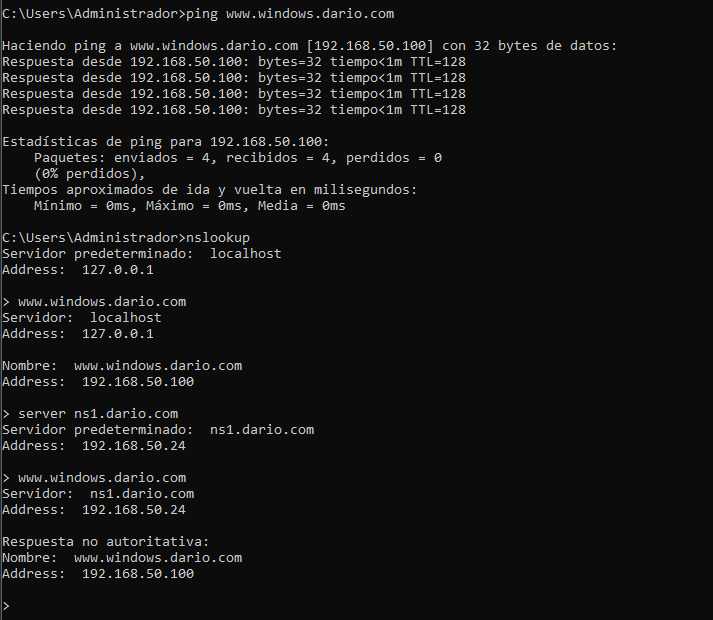 C:\Users\Administrador>ping www.windows.dario.com
Haciendo ping a www.windows.dario.com [192.168.50.100] con 32 bytes de datos:
Respuesta desde 192.168.50.100: bytes=32 tiempo<1m TTL=128
Respuesta desde 192.168.50.100: bytes=32 tiempo<1m TTL=128
Respuesta desde 192.168.50.100: bytes=32 tiempo<1m TTL=128
Respuesta desde 192.168.50.100: bytes=32 tiempo<1m TTL=128
Estadísticas de ping para 192.168.50.100:
    Paquetes: enviados = 4, recibidos = 4, perdidos = 0
    (0% perdidos),
Tiempos aproximados de ida y vuelta en milisegundos:
    Mínimo = 0ms, Máximo = 0ms, Media = 0ms
C:\Users\Administrador>nslookup
Servidor predeterminado:  localhost
Address:  127.0.0.1
> www.windows.dario.com
Servidor:  localhost
Address:  127.0.0.1
Nombre:  www.windows.dario.com
Address:  192.168.50.100
> server ns1.dario.com
Servidor predeterminado:  ns1.dario.com
Address:  192.168.50.24
> www.windows.dario.com
Servidor:  ns1.dario.com
Address:  192.168.50.24
Respuesta no autoritativa:
Nombre:  www.windows.dario.com
Address:  192.168.50.100
>